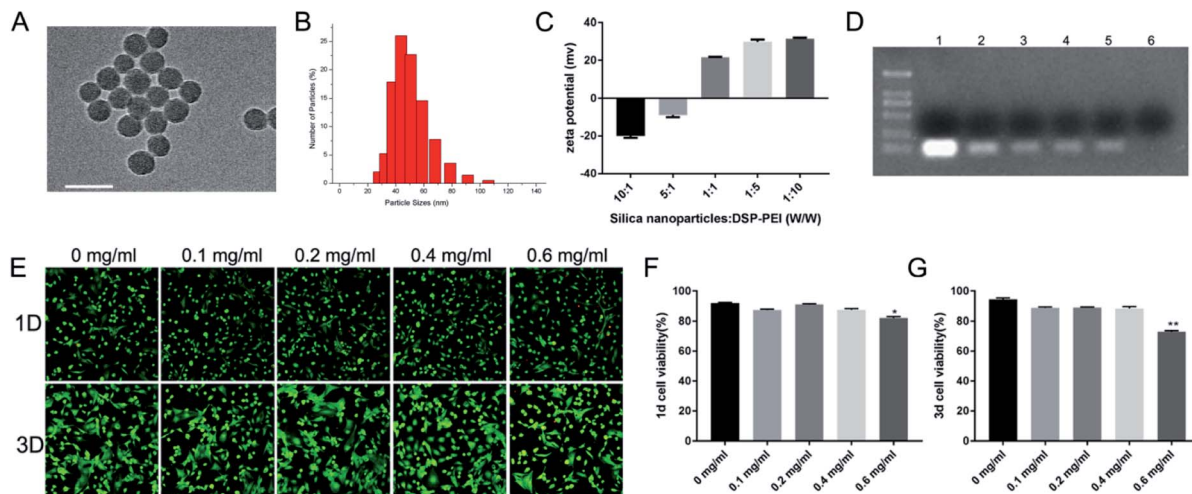 A
B
Number of Particles (%)
25
20
15
10
5
0
0 20 40 60 80 100 120 140
Particle Sizes (nm)
C
zeta potential (mv)
40
20
0
-20
-40
10:1 5:1 1:1 1:5 1:10
Silica nanoparticles:DSP-PEI (W/W)
D
1 2 3 4 5 6
E
0 mg/ml 0.1 mg/ml 0.2 mg/ml 0.4 mg/ml 0.6 mg/ml
1D
3D
F
1d cell viability(%)
100
80
60
40
20
0
*
0 mg/ml 0.1 mg/ml 0.2 mg/ml 0.4 mg/ml 0.6 mg/ml
G
3d cell viability(%)
100
80
60
40
20
0
**
0 mg/ml 0.1 mg/ml 0.2 mg/ml 0.4 mg/ml 0.6 mg/ml